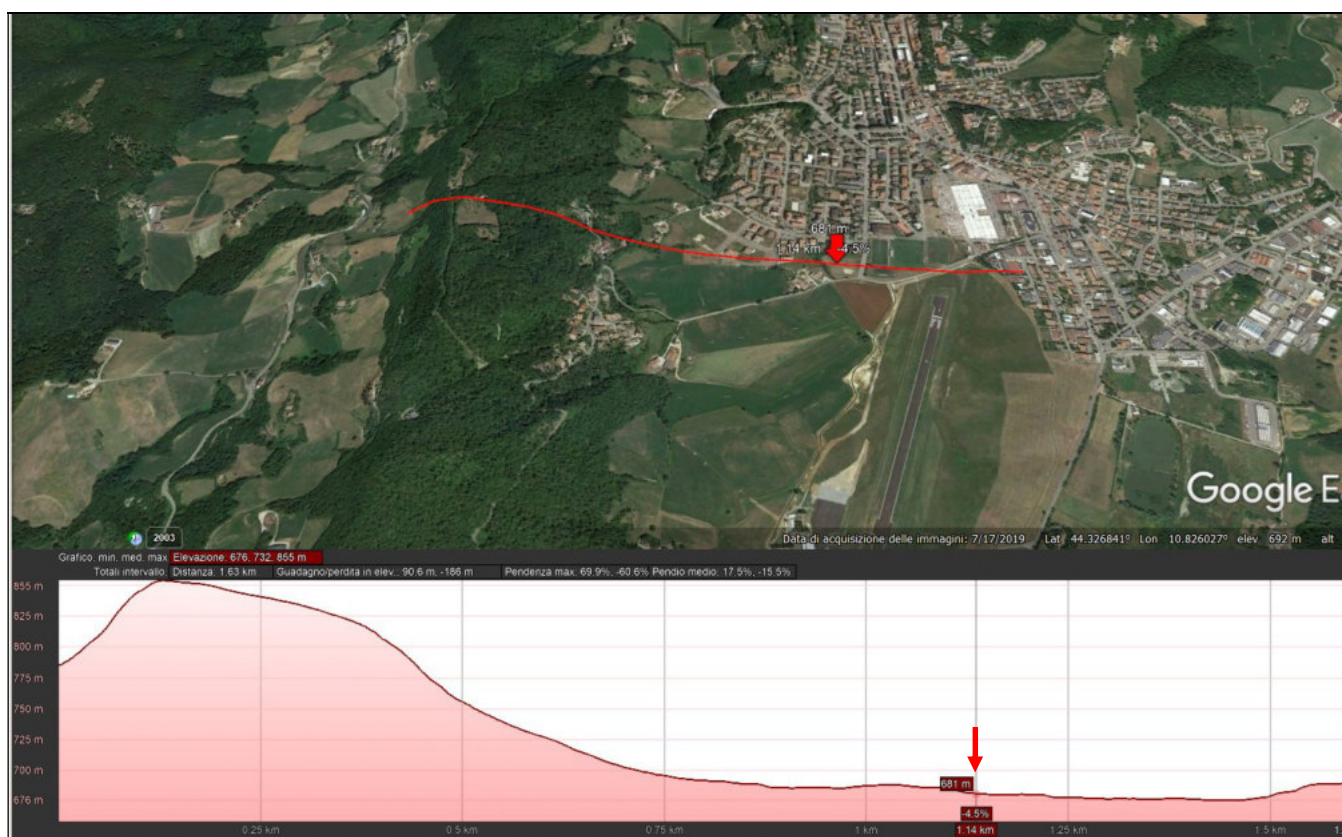 681 m
1.14 km -4.5%
Google E
2003
Data di acquisizione delle immagini: 7/17/2019 Lat 44.326841° Lon 10.826027° elev 692 m alt
Grafico: min. med. max Elevazione: 676, 732, 855 m
Totali intervallo: Distanza: 1.63 km Guadagno/perdita in elev.: 90.6 m, -186 m Pendenza max: 69.9%, -60.6% Pendio medio: 17.5%, -15.5%
855 m
825 m
800 m
775 m
750 m
725 m
700 m
676 m
681 m
-4.5%
0.25 km 0.5 km 0.75 km 1 km 1.14 km 1.25 km 1.5 km